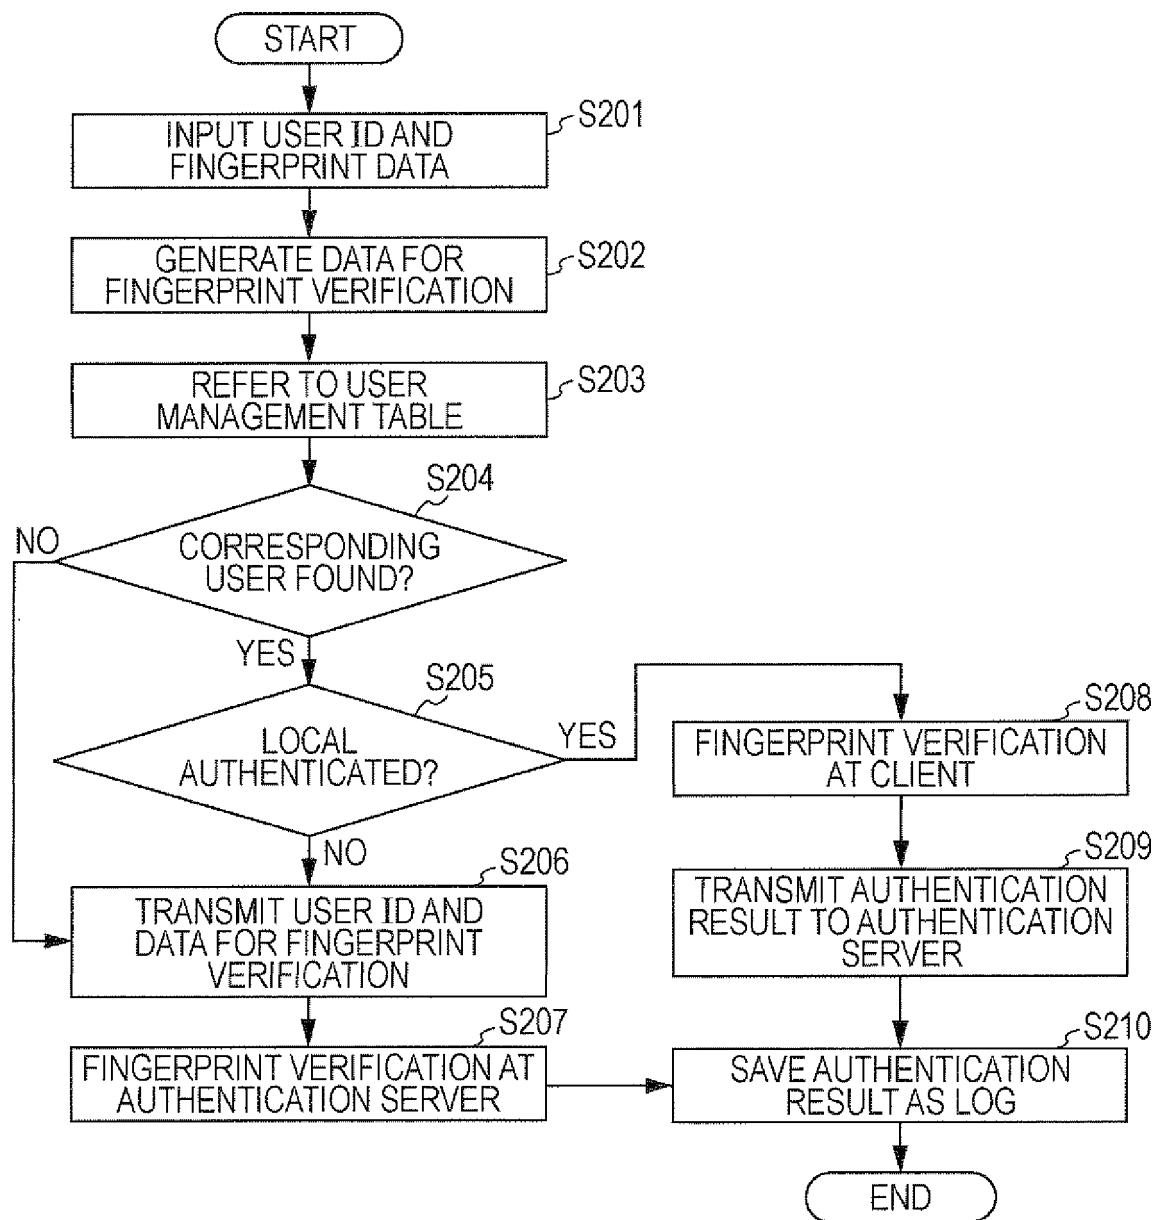 START
S201
INPUT USER ID AND
FINGERPRINT DATA
S202
GENERATE DATA FOR
FINGERPRINT VERIFICATION
S203
REFER TO USER
MANAGEMENT TABLE
S204
NO
CORRESPONDING
USER FOUND?
YES
S205
LOCAL
AUTHENTICATED?
YES
NO
S206
TRANSMIT USER ID AND
DATA FOR FINGERPRINT
VERIFICATION
S207
FINGERPRINT VERIFICATION AT
AUTHENTICATION SERVER
S208
FINGERPRINT VERIFICATION
AT CLIENT
S209
TRANSMIT AUTHENTICATION
RESULT TO AUTHENTICATION
SERVER
S210
SAVE AUTHENTICATION
RESULT AS LOG
END